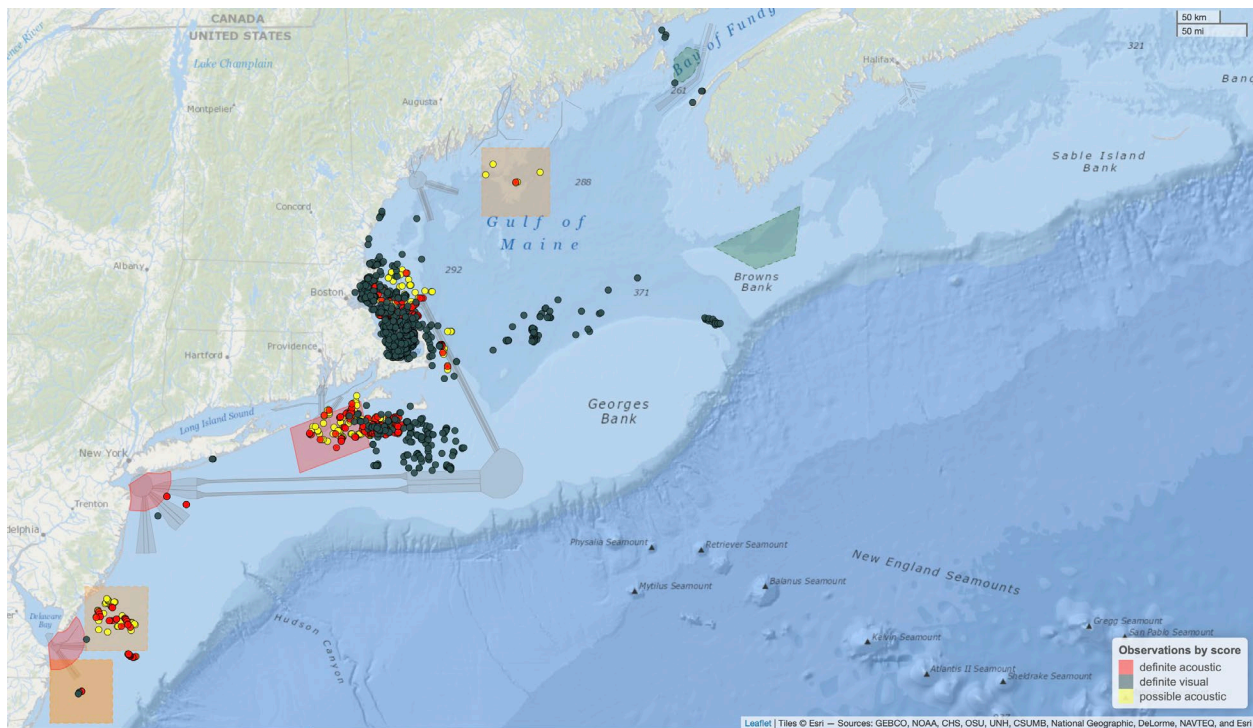 CANADA
UNITED STATES
50 km
50 mi
Bay of Fundy
321
Halifax
Lake Champlain
261
Montpelier
Augusta
Sable Island
Bank
288
Concord
Gulf of
Maine
Albany
292
Browns
Bank
371
Boston
Hartford
Providence
Georges
Bank
Long Island Sound
New York
Trenton
Physalia Seamount
Retriever Seamount
New England Seamounts
Mytilus Seamount
Balanus Seamount
Delaware
Bay
Hudson
Canyon
Gregg Seamount
San Pablo Seamount
Kelvin Seamount
Atlantis II Seamount
Sheldrake Seamount
Observations by score
definite acoustic
definite visual
possible acoustic
Leaflet | Tiles © Esri — Sources: GEBCO, NOAA, CHS, OSU, UNH, CSUMB, National Geographic, DeLorme, NAVTEQ, and Esri